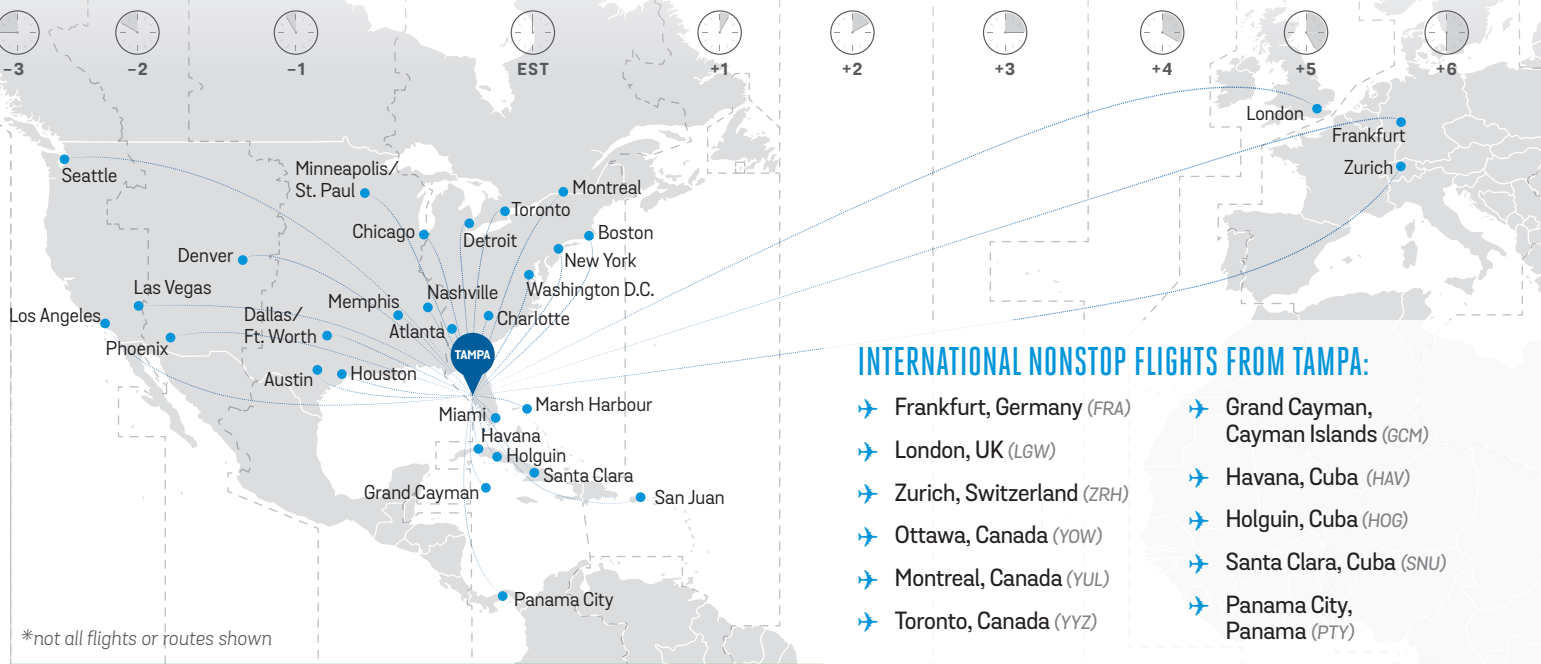 -3
-2
-1
EST
+1
+2
+3
+4
+5
+6
London
Frankfurt
Zurich
Seattle
Minneapolis/
St. Paul
Montreal
Toronto
Chicago
Detroit
Boston
New York
Denver
Washington D.C.
Las Vegas
Nashville
Memphis
Los Angeles
Dallas/
Ft. Worth
Charlotte
Atlanta
Phoenix
TAMPA
Austin
Houston
Marsh Harbour
Miami
Havana
Holguin
Santa Clara
Grand Cayman
San Juan
Panama City
*not all flights or routes shown
INTERNATIONAL NONSTOP FLIGHTS FROM TAMPA:
Frankfurt, Germany (FRA)
London, UK (LGW)
Zurich, Switzerland (ZRH)
Ottawa, Canada (YOW)
Montreal, Canada (YUL)
Toronto, Canada (YYZ)
Grand Cayman,
Cayman Islands (GCM)
Havana, Cuba (HAV)
Holguin, Cuba (HOG)
Santa Clara, Cuba (SNU)
Panama City,
Panama (PTY)